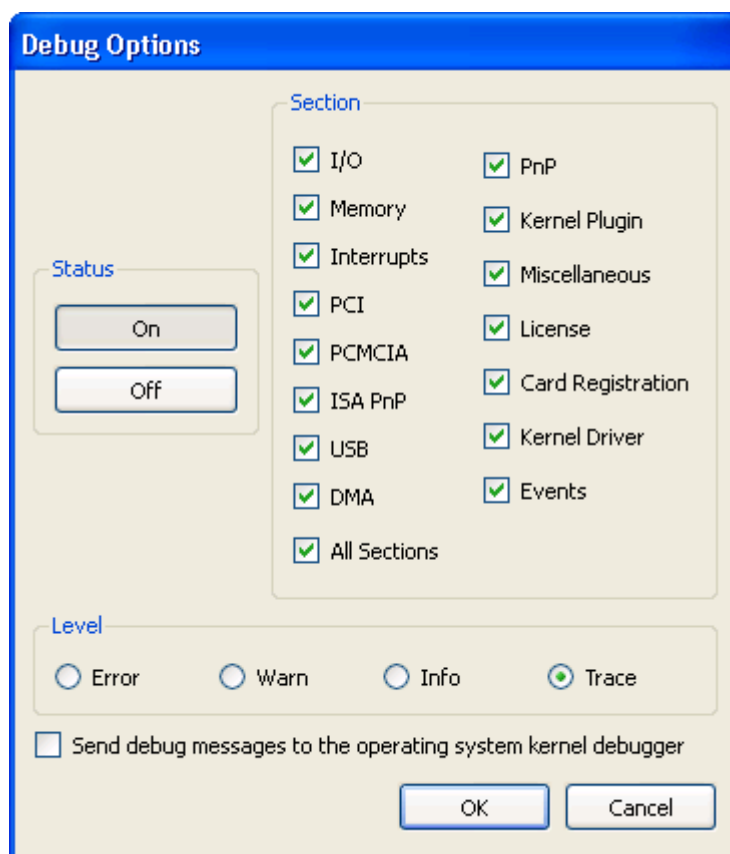 Debug Options
Section
I/O
Memory
Interrupts
PCI
PCMCIA
ISA PnP
USB
DMA
All Sections
PnP
Kernel Plugin
Miscellaneous
License
Card Registration
Kernel Driver
Events
Status
On
Off
Level
Error
Warn
Info
Trace
Send debug messages to the operating system kernel debugger
OK
Cancel